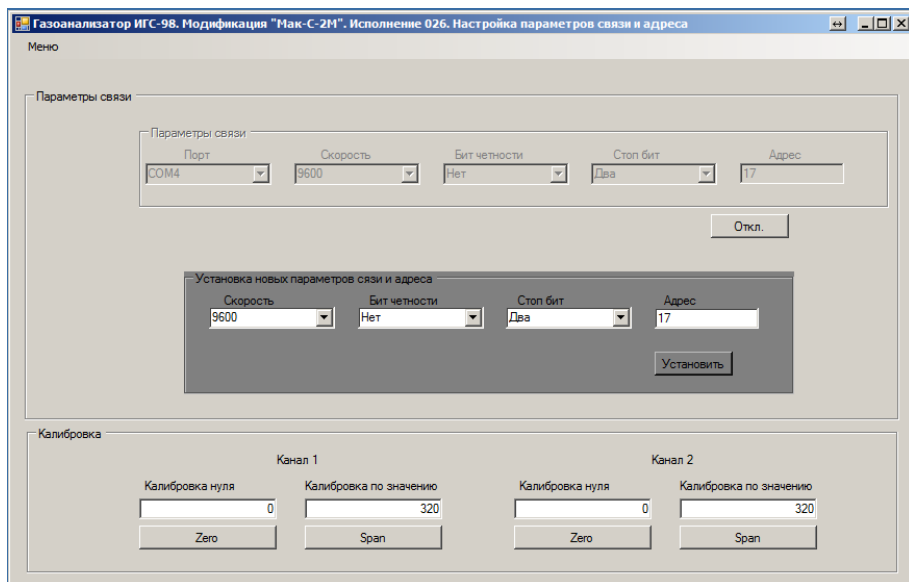 Газоанализатор ИГС-98. Модификация "Мак-С-2М". Исполнение 026. Настройка параметров связи и адреса
Меню
Параметры связи
Параметры связи
Порт Скорость Бит четности Стоп бит Адрес
COM4 9600 Нет Два 17
Откл.
Установка новых параметров сязи и адреса
Скорость Бит четности Стоп бит Адрес
9600 Нет Два 17
Установить
Калибровка
Канал 1 Канал 2
Калибровка нуля Калибровка по значению Калибровка нуля Калибровка по значению
0 320 0 320
Zero Span Zero Span